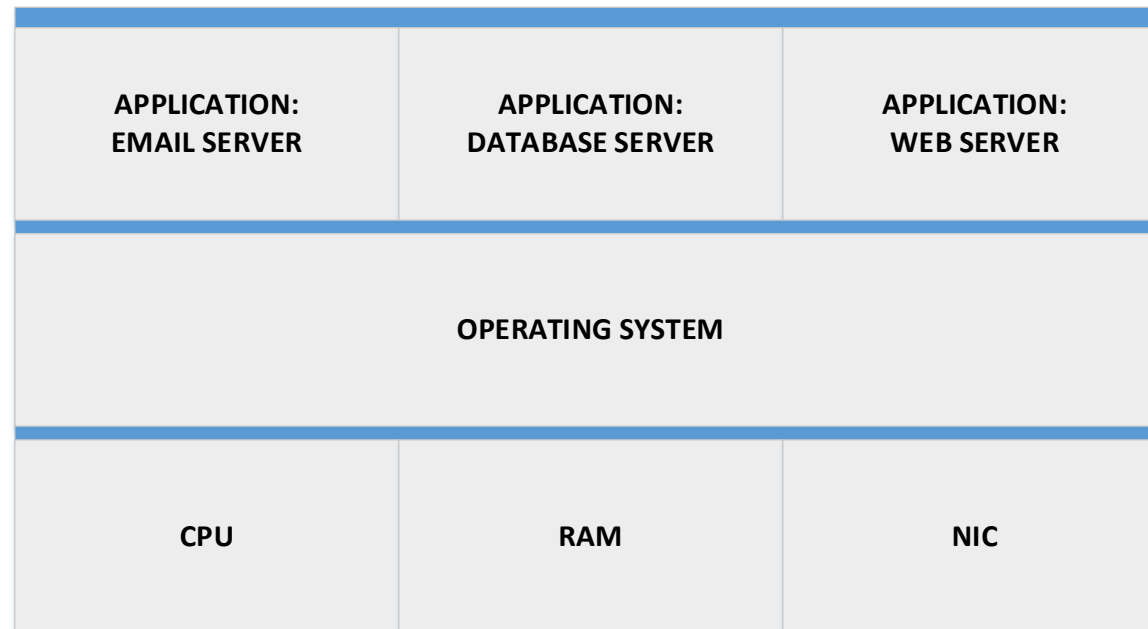 APPLICATION:
EMAIL SERVER
APPLICATION:
DATABASE SERVER
APPLICATION:
WEB SERVER
OPERATING SYSTEM
CPU
RAM
NIC